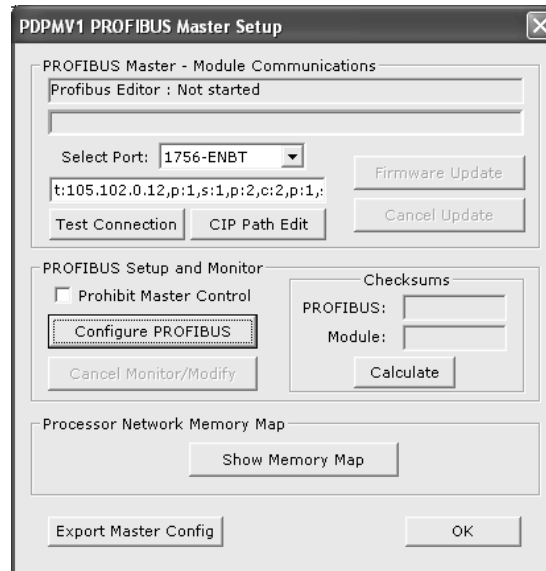 PDPMV1 PROFIBUS Master Setup
PROFIBUS Master - Module Communications
Profibus Editor : Not started
Select Port: 1756-ENBT
Firmware Update
t:105.102.0.12,p:1,s:1,p:2,c:2,p:1,
Test Connection CIP Path Edit
Cancel Update
PROFIBUS Setup and Monitor
Prohibit Master Control
Configure PROFIBUS
Cancel Monitor/Modify
Checksums
PROFIBUS:
Module:
Calculate
Processor Network Memory Map
Show Memory Map
Export Master Config OK